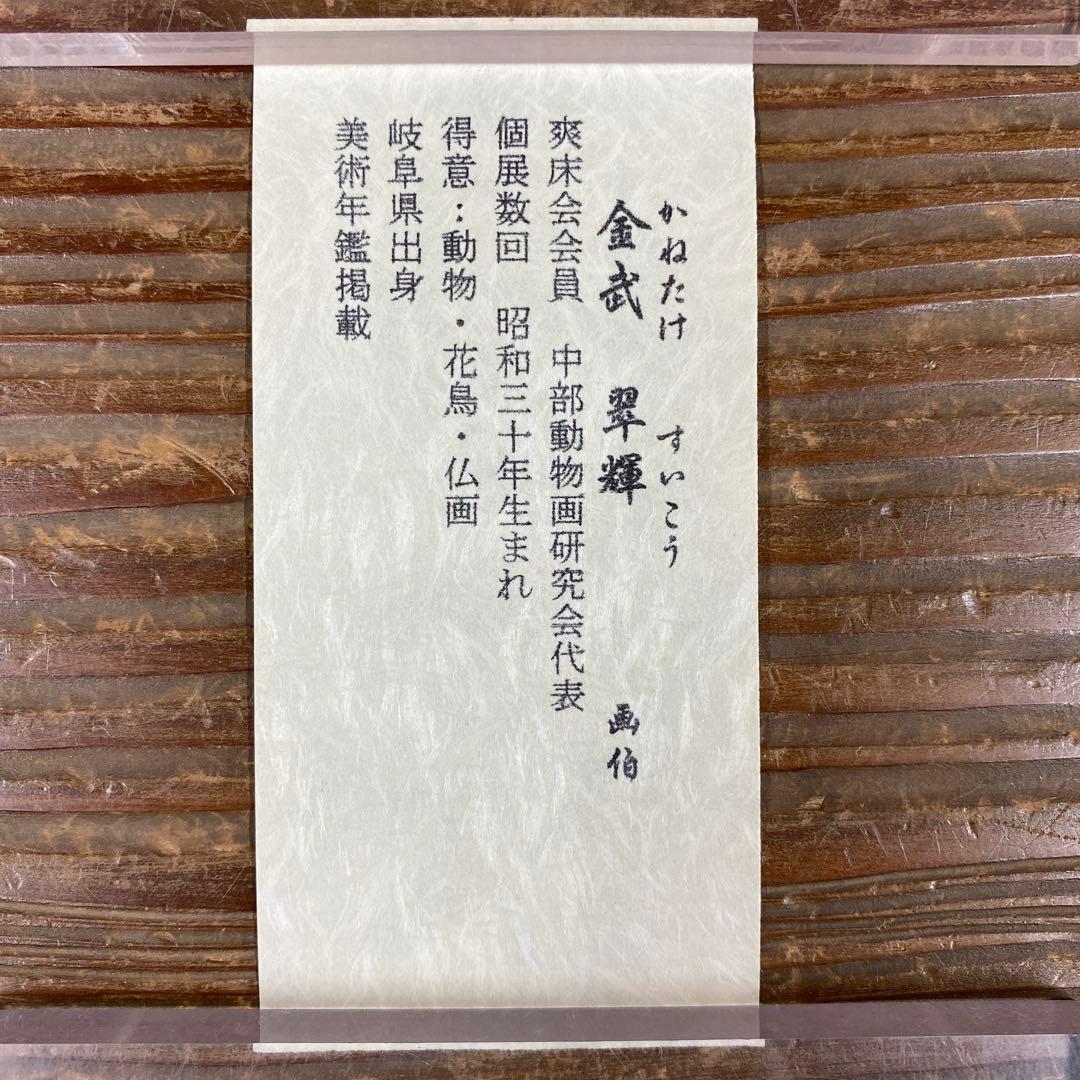 かねたけ すいこう
金武 翠輝 画伯
爽床会会員 中部動物画研究会代表
個展数回 昭和三十年生まれ
得意：動物・花鳥・仏画
岐阜県出身
美術年鑑掲載